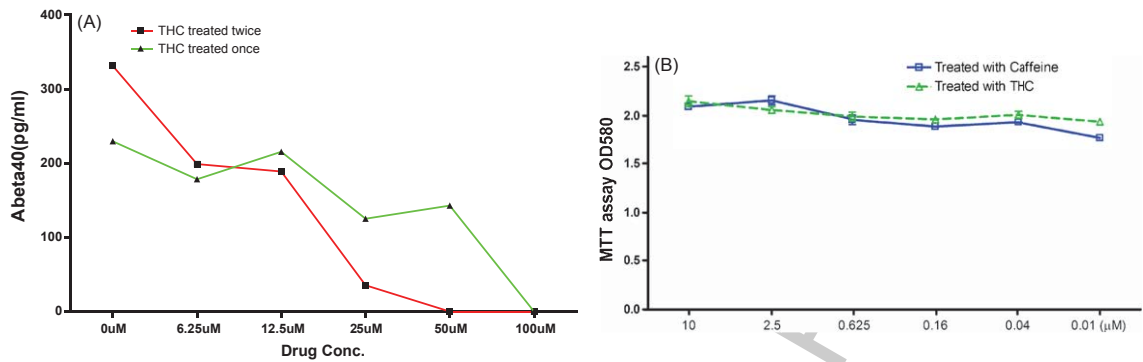 (A)
THC treated twice
THC treated once
400
300
200
100
0
Abeta40(pg/ml)
0uM 6.25uM 12.5uM 25uM 50uM 100uM
Drug Conc.
(B)
Treated with Caffeine
Treated with THC
2.5
2.0
1.5
1.0
0.5
0.0
MTT assay OD580
10 2.5 0.625 0.16 0.04 0.01 (μM)